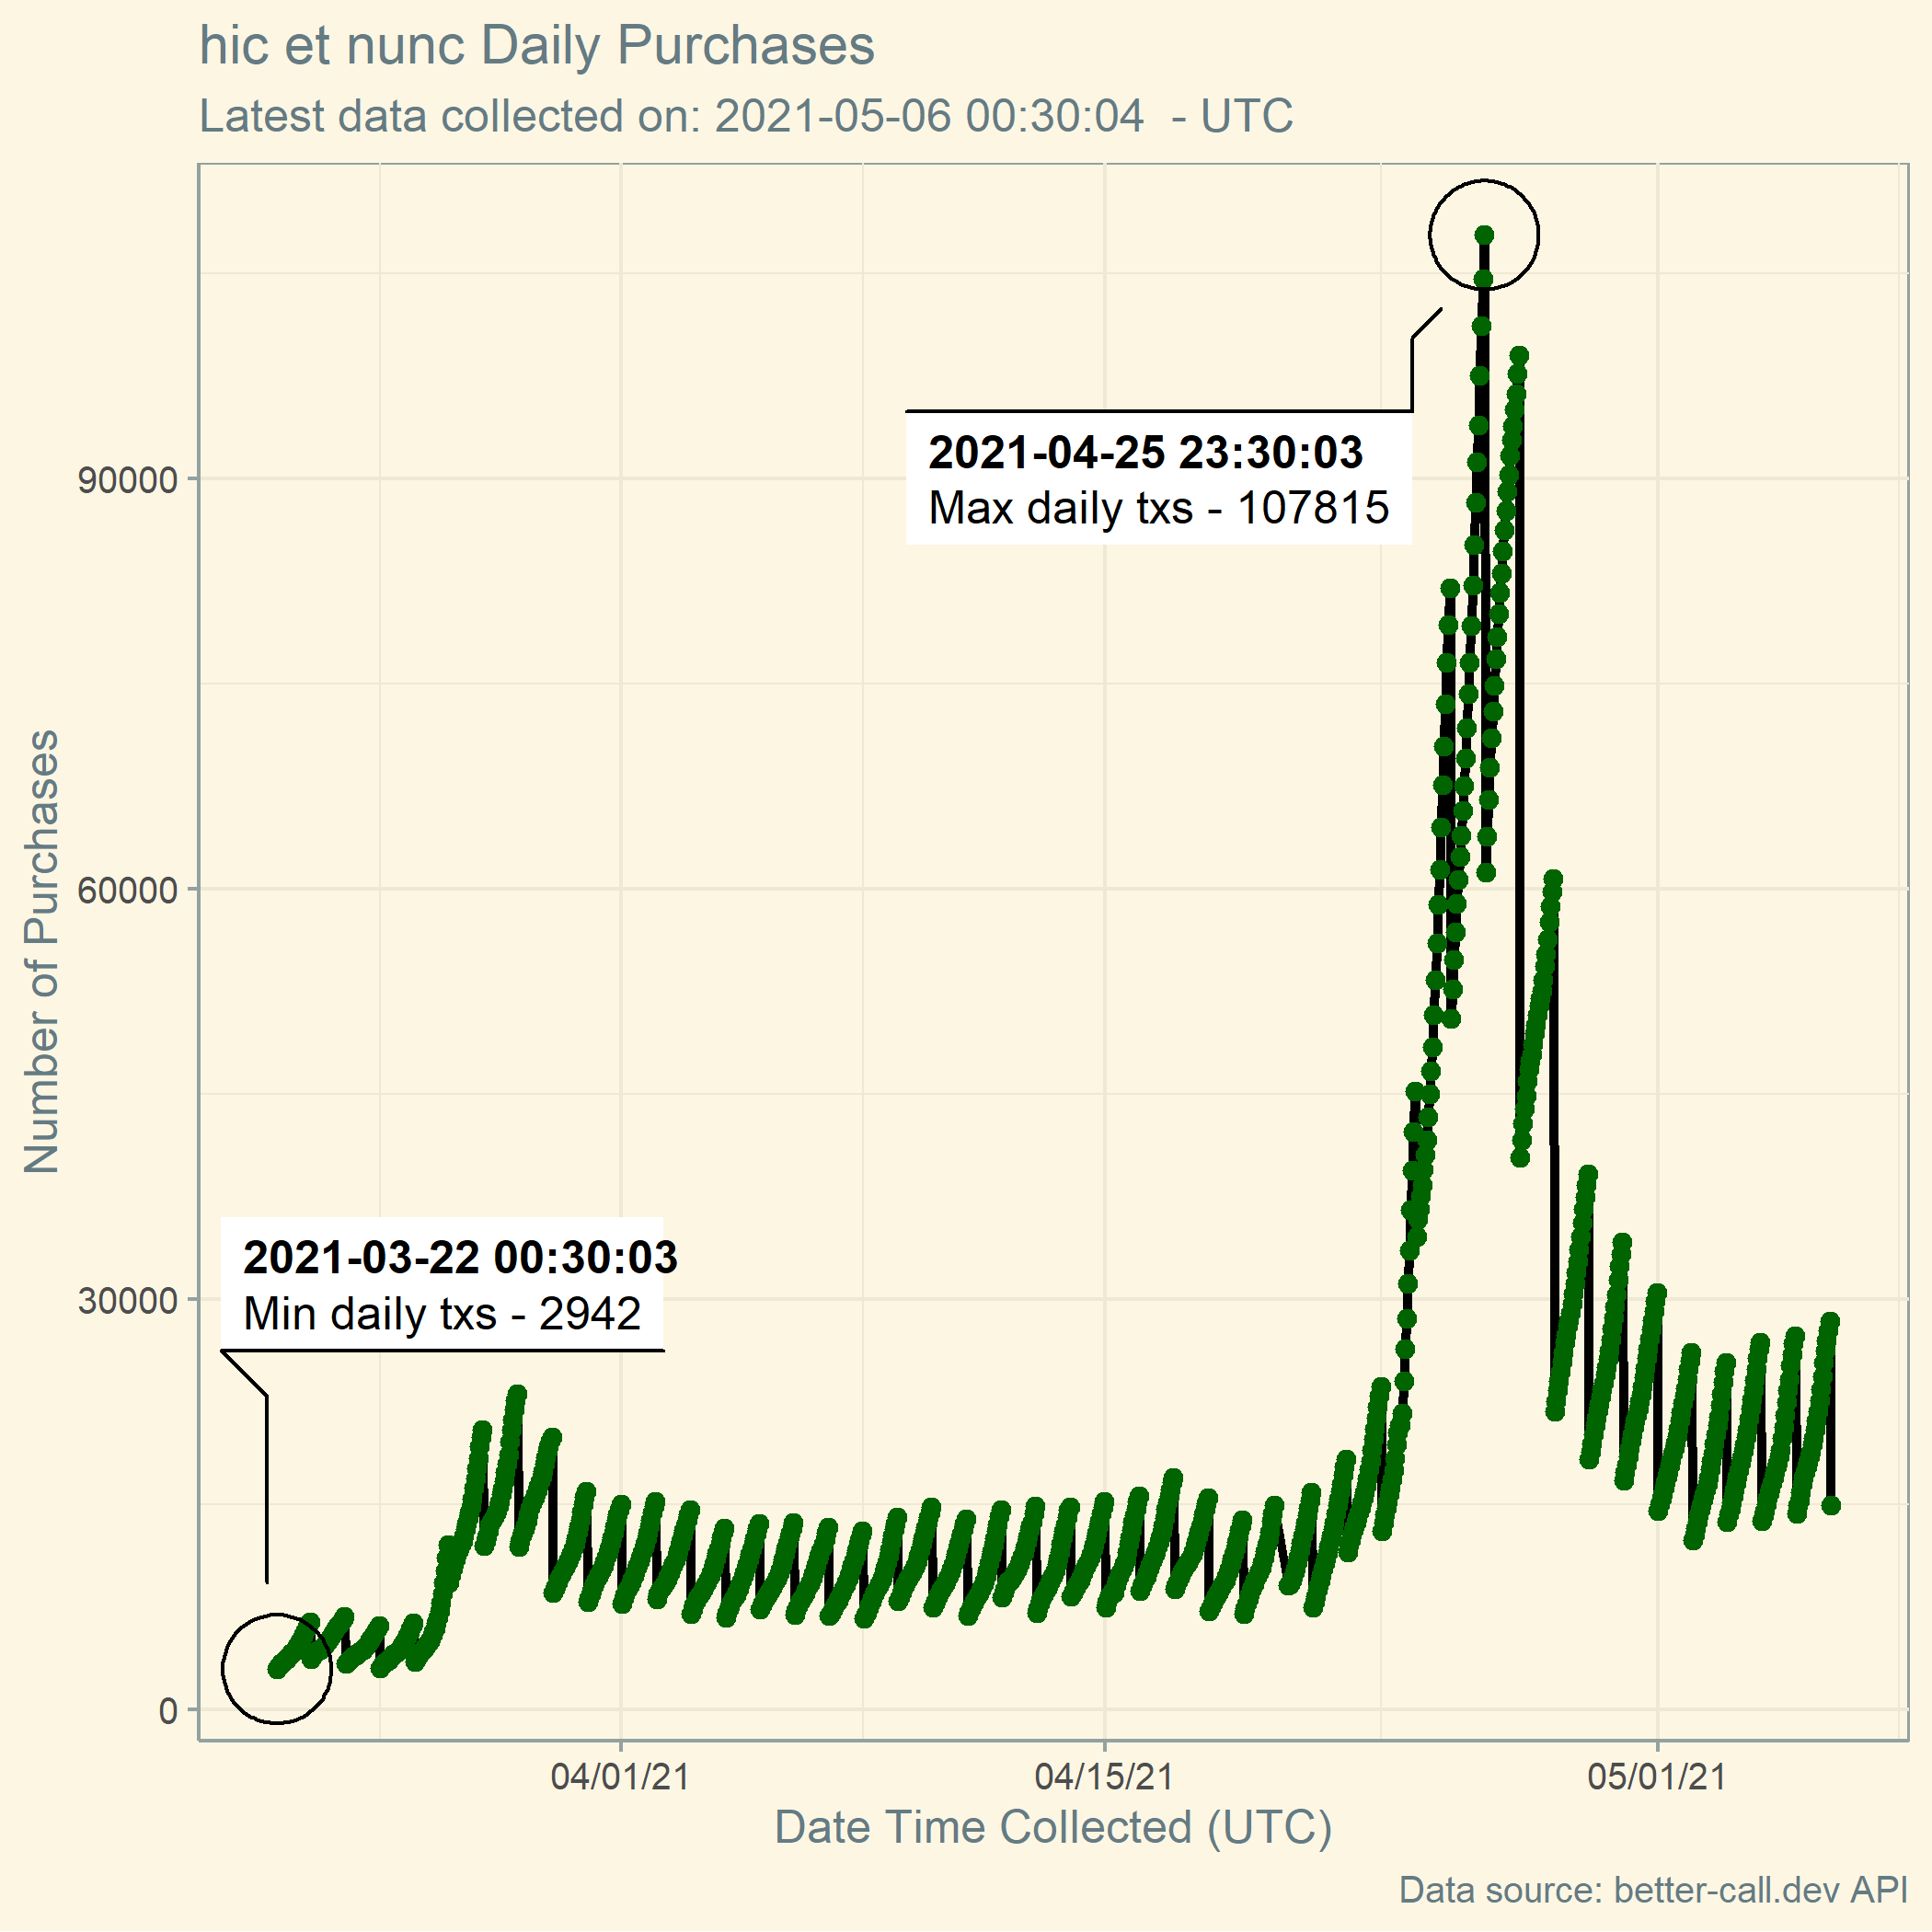 hic et nunc Daily Purchases
Latest data collected on: 2021-05-06 00:30:04  - UTC
2021-04-25 23:30:03
Max daily txs - 107815
2021-03-22 00:30:03
Min daily txs - 2942
Number of Purchases
90000
60000
30000
0
04/01/21
04/15/21
05/01/21
Date Time Collected (UTC)
Data source: better-call.dev API